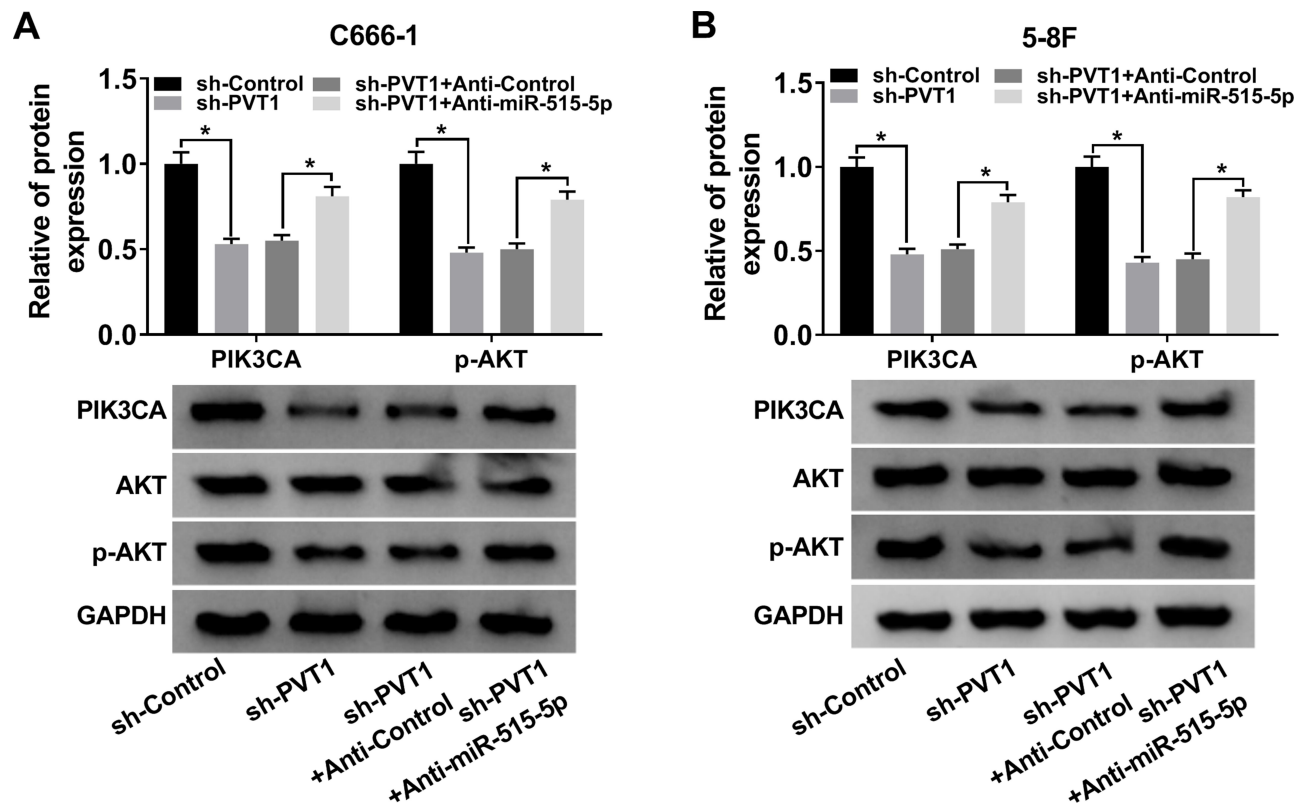 A
C666-1
Relative of protein
expression
1.5
1.0
0.5
0.0
sh-Control
sh-PVT1
sh-PVT1+Anti-Control
sh-PVT1+Anti-miR-515-5p
*
*
*
*
PIK3CA
p-AKT
PIK3CA
AKT
p-AKT
GAPDH
sh-Control
sh-PVT1
sh-PVT1
+Anti-Control
sh-PVT1
+Anti-miR-515-5p
B
5-8F
Relative of protein
expression
1.5
1.0
0.5
0.0
sh-Control
sh-PVT1
sh-PVT1+Anti-Control
sh-PVT1+Anti-miR-515-5p
*
*
*
*
PIK3CA
p-AKT
PIK3CA
AKT
p-AKT
GAPDH
sh-Control
sh-PVT1
sh-PVT1
+Anti-Control
sh-PVT1
+Anti-miR-515-5p